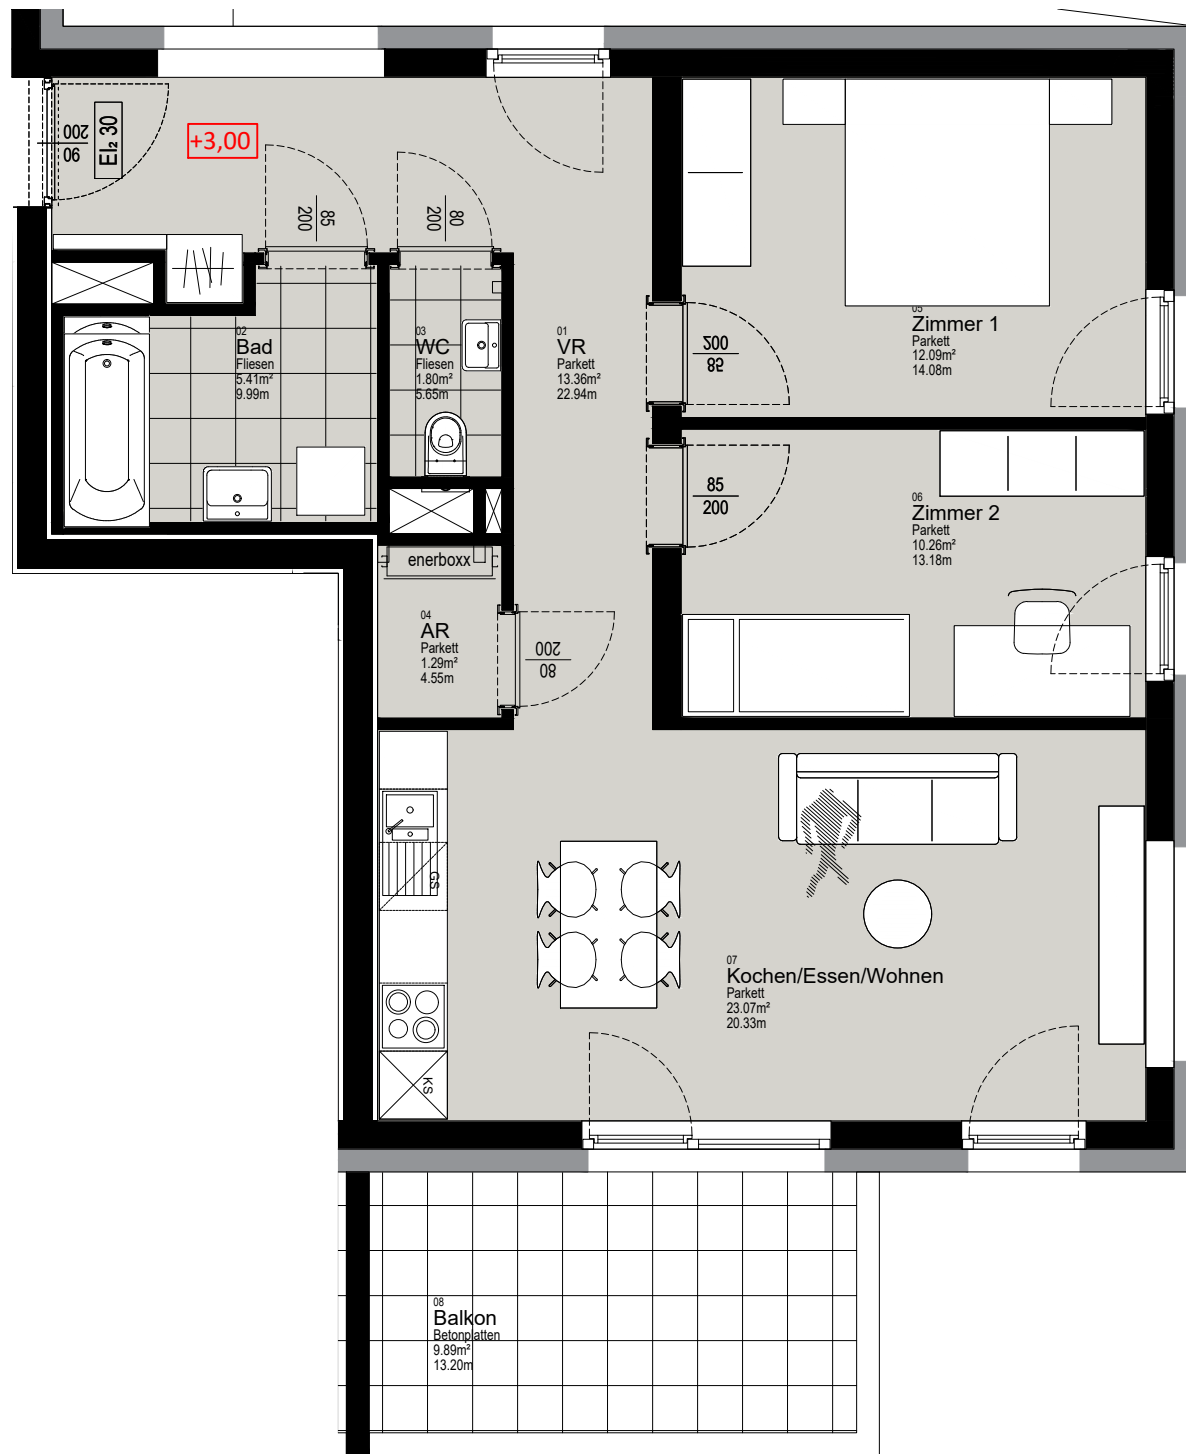 200
90
EI₂ 30
+3,00
85
200
80
200
02
Bad
Fliesen
5.41m²
9.99m
03
WC
Fliesen
1.80m²
5.65m
01
VR
Parkett
13.36m²
22.94m
200
85
05
Zimmer 1
Parkett
12.09m²
14.08m
85
200
06
Zimmer 2
Parkett
10.26m²
13.18m
enerboxx
04
AR
Parkett
1.29m²
4.55m
200
80
GS
KS
07
Kochen/Essen/Wohnen
Parkett
23.07m²
20.33m
08
Balkon
Betonplatten
9.89m²
13.20m